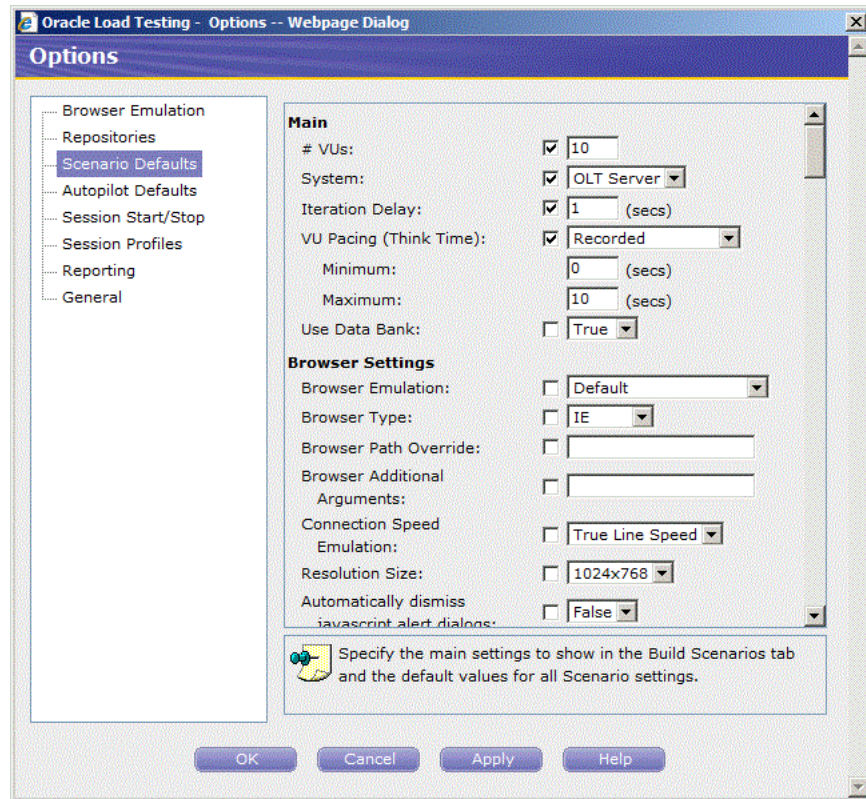 Oracle Load Testing - Options -- Webpage Dialog
Options
Browser Emulation
Repositories
Scenario Defaults
Autopilot Defaults
Session Start/Stop
Session Profiles
Reporting
General
Main
# VUs: 10
System: OLT Server
Iteration Delay: 1 (secs)
VU Pacing (Think Time): Recorded
Minimum: 0 (secs)
Maximum: 10 (secs)
Use Data Bank: True
Browser Settings
Browser Emulation: Default
Browser Type: IE
Browser Path Override:
Browser Additional
Arguments:
Connection Speed
Emulation: True Line Speed
Resolution Size: 1024x768
Automatically dismiss
javascript alert dialogs: False
Specify the main settings to show in the Build Scenarios tab
and the default values for all Scenario settings.
OK Cancel Apply Help